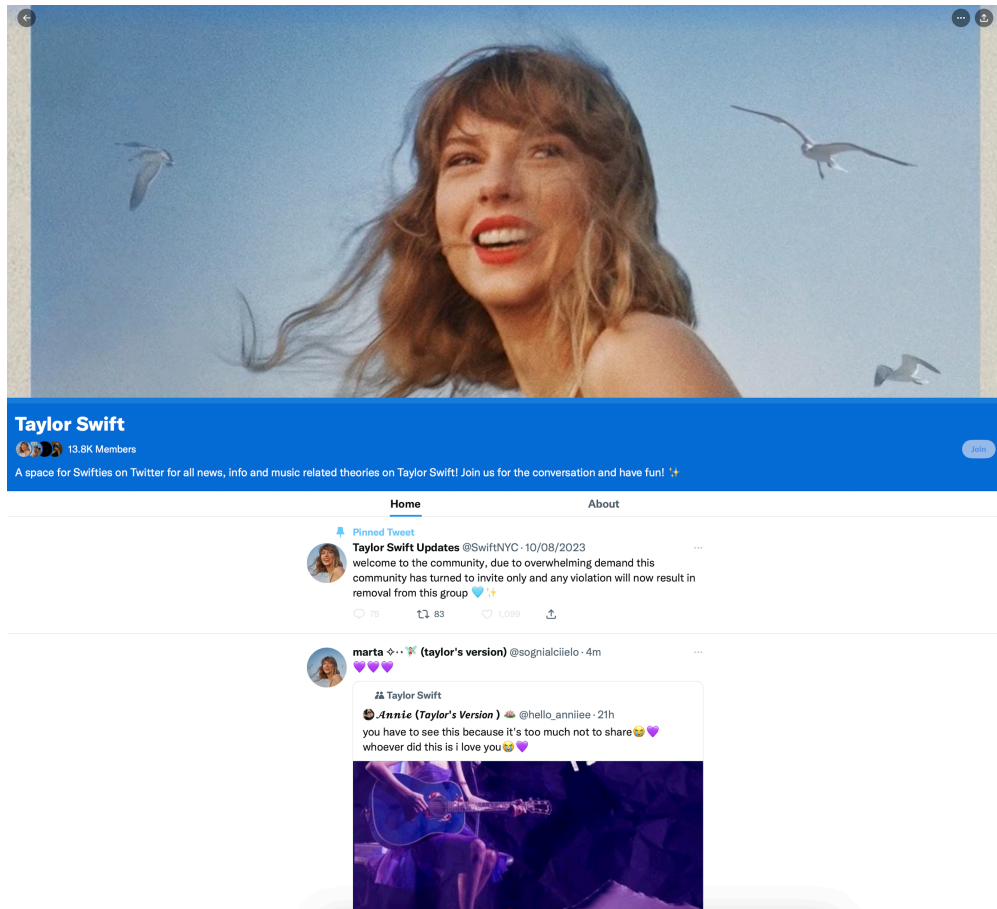 Taylor Swift
13.8K Members
Join
A space for Swifties on Twitter for all news, info and music related theories on Taylor Swift! Join us for the conversation and have fun! ✨
Home About
Pinned Tweet
Taylor Swift Updates @SwiftNYC · 10/08/2023
welcome to the community, due to overwhelming demand this
community has turned to invite only and any violation will now result in
removal from this group 🩵✨
75 83 1,099
marta ✧··🧚🏻 (taylor's version) @sognialciielo · 4m
💜💜💜
Taylor Swift
𝑨𝒏𝒏𝒊𝒆 (Taylor's Version ) 🪷 @hello_anniiee · 21h
you have to see this because it's too much not to share😭💜
whoever did this is i love you😭💜